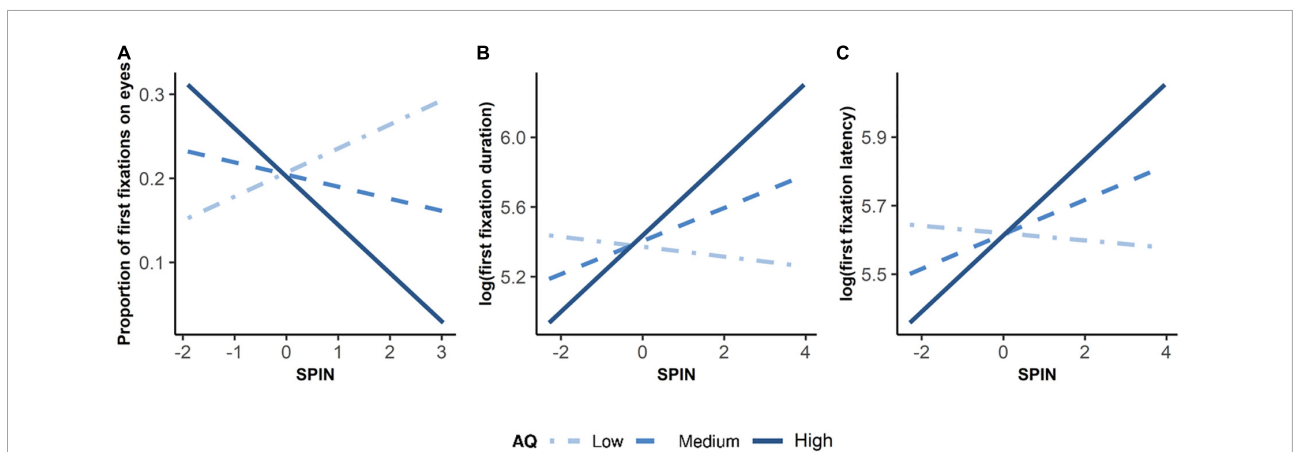 A
B
C
Proportion of first fixations on eyes
0.3
0.2
0.1
-2 -1 0 1 2 3
SPIN
log(first fixation duration)
6.0
5.6
5.2
-2 0 2 4
SPIN
log(first fixation latency)
5.9
5.7
5.5
-2 0 2 4
SPIN
AQ Low Medium High